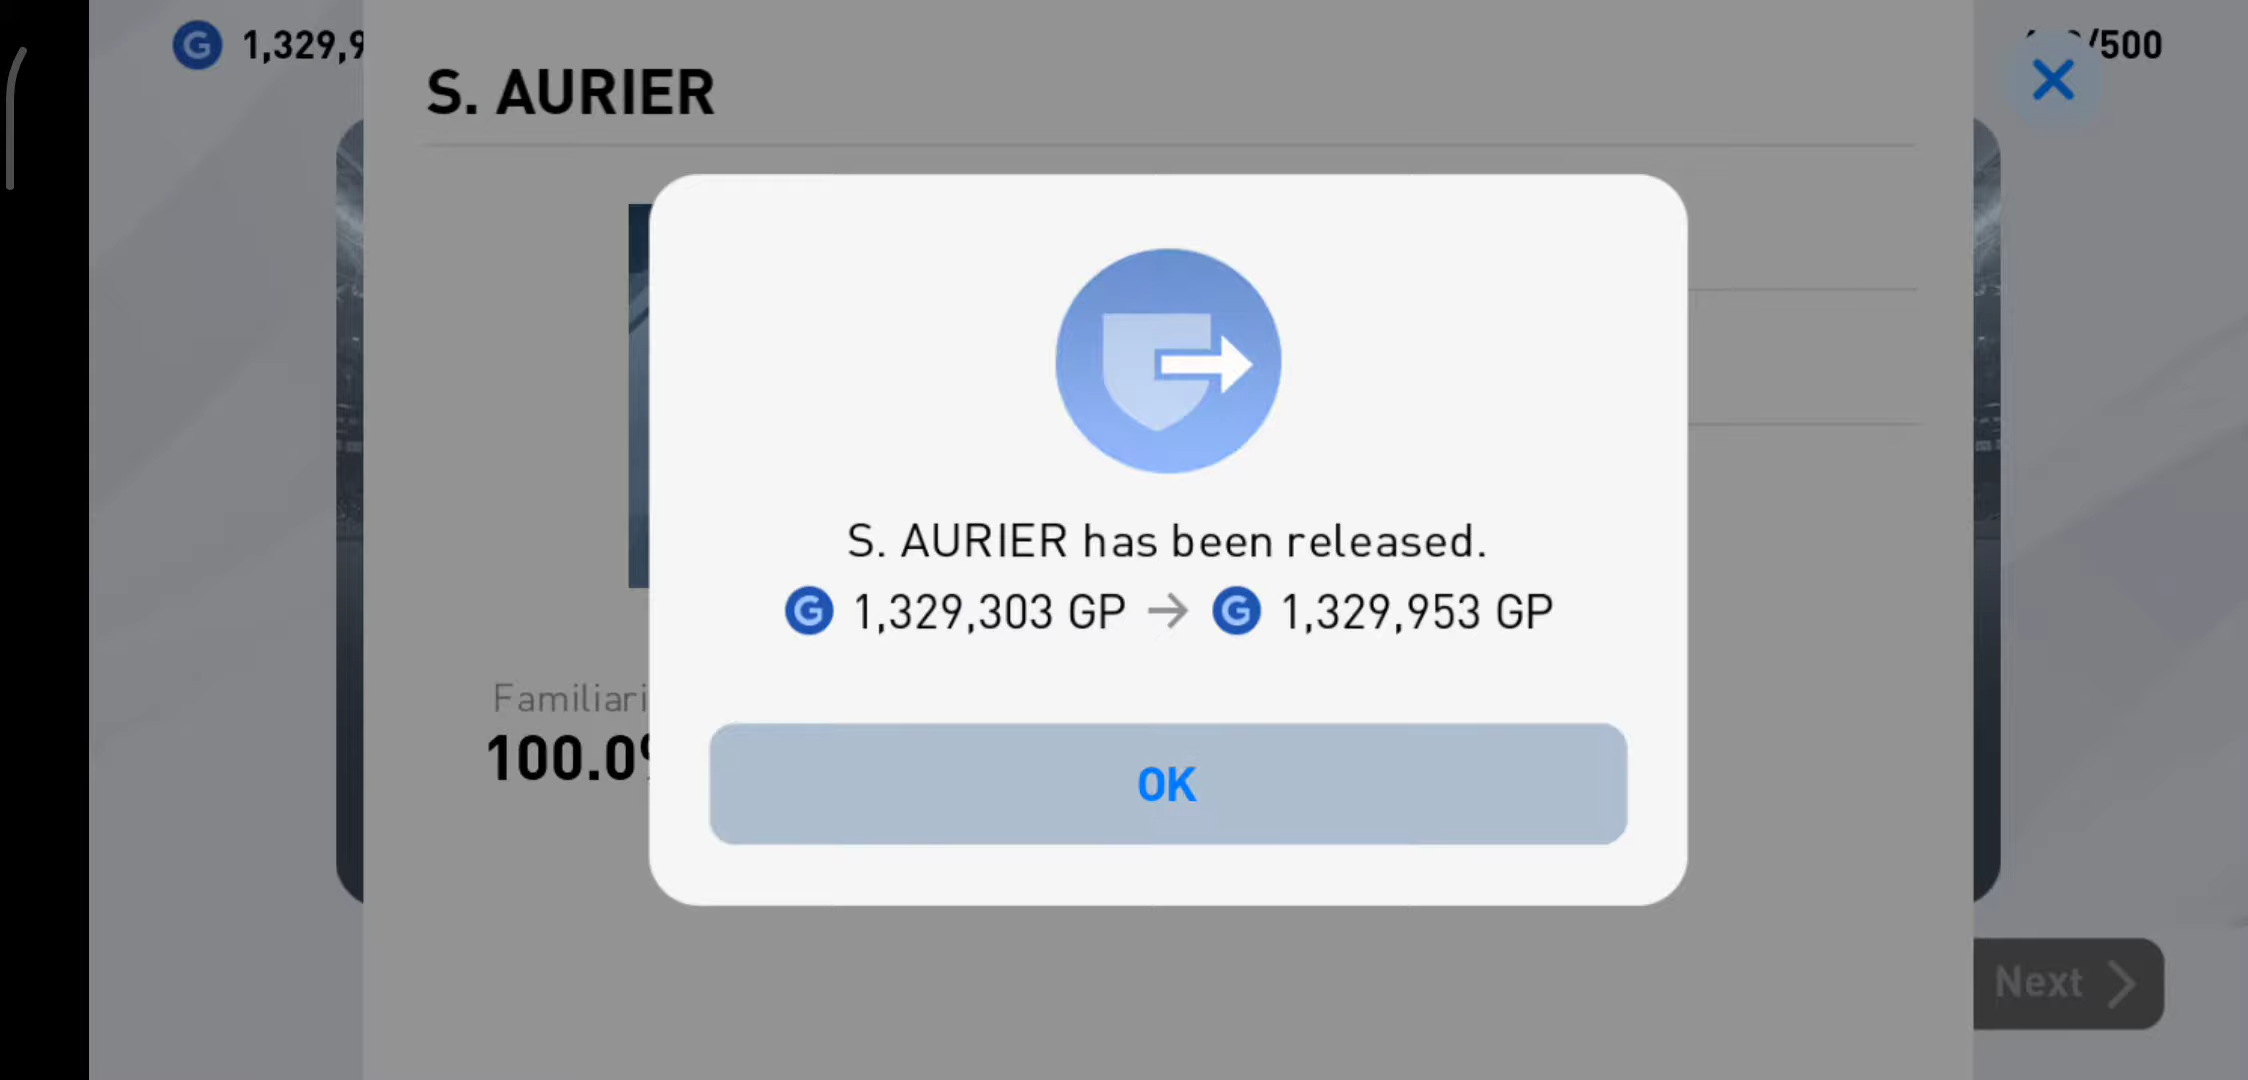 1,329,9
/500
S. AURIER
S. AURIER has been released.
1,329,303 GP → 1,329,953 GP
Familiari
100.0
OK
Next